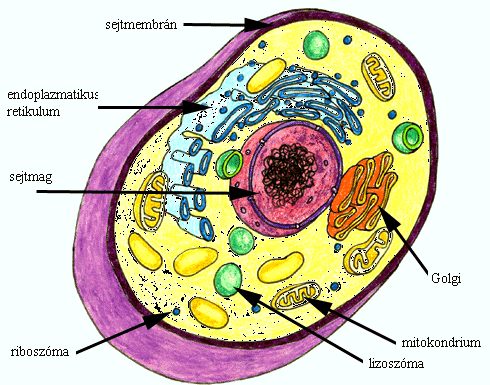 sejtmembrán
endoplazmatikus
retikulum
sejtmag
Golgi
mitokondrium
riboszóma
lizoszóma